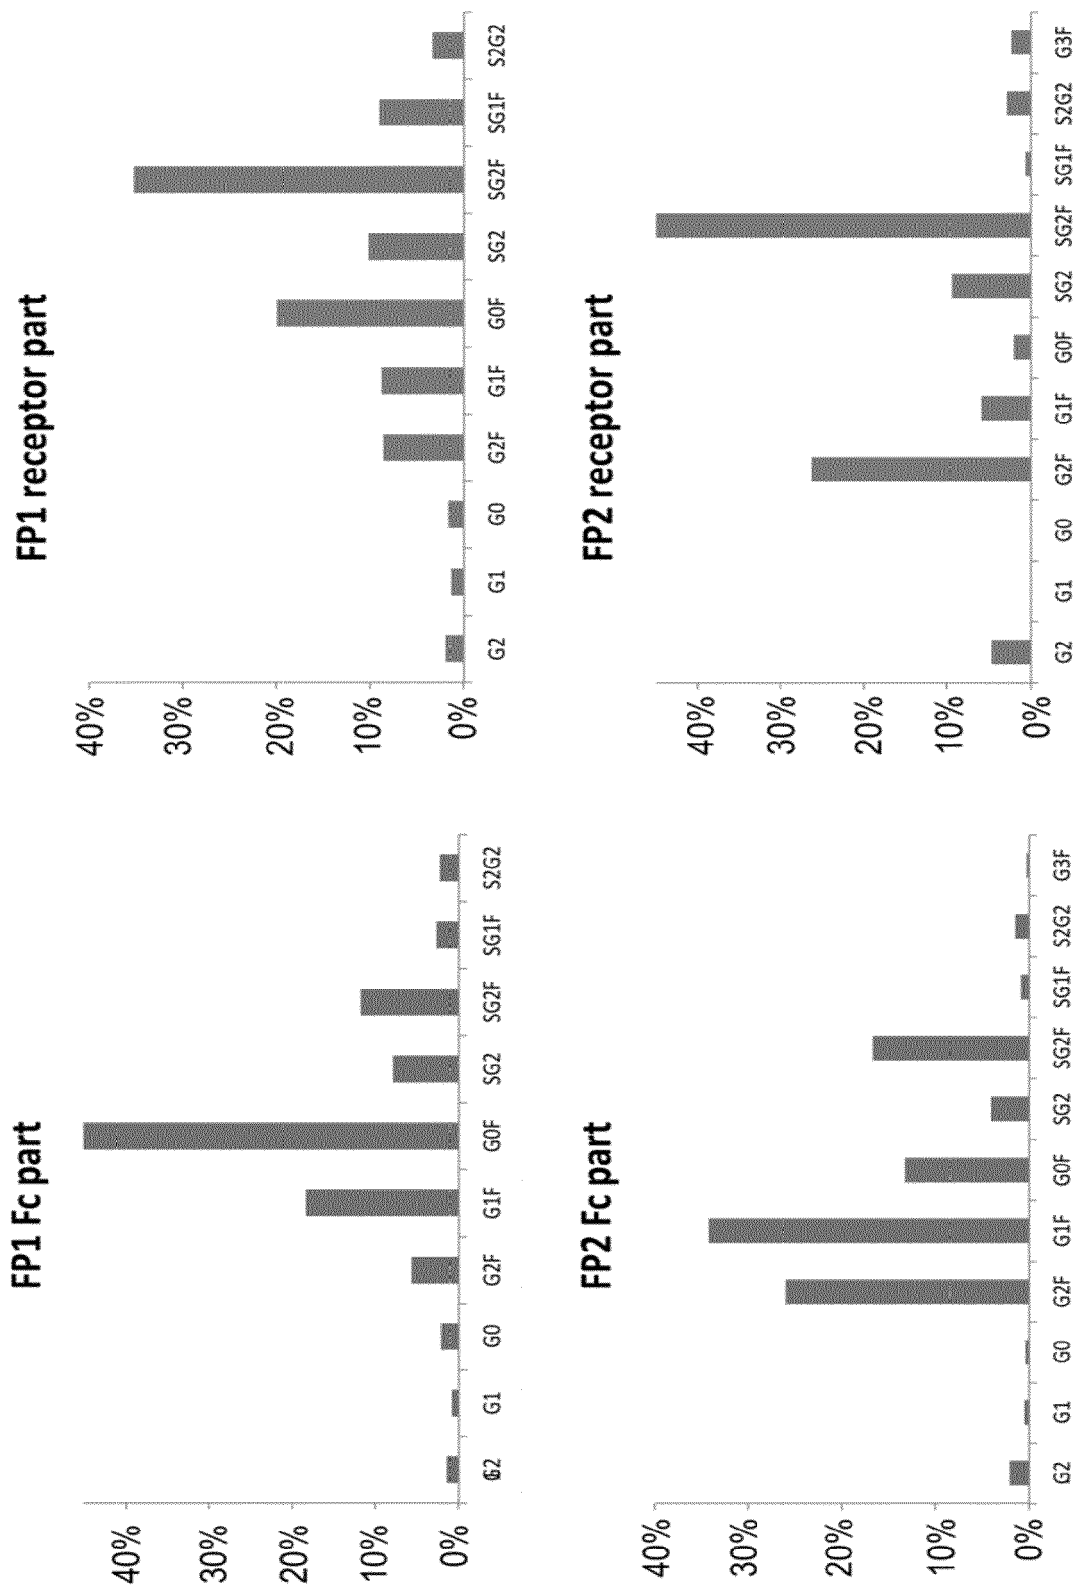 FP1 Fc part
40%
30%
20%
10%
0%
G2 G1 G0 G2F G1F G0F SG2 SG2F SG1F S2G2
FP1 receptor part
40%
30%
20%
10%
0%
G2 G1 G0 G2F G1F G0F SG2 SG2F SG1F S2G2
FP2 Fc part
40%
30%
20%
10%
0%
G2 G1 G0 G2F G1F G0F SG2 SG2F SG1F S2G2 G3F
FP2 receptor part
40%
30%
20%
10%
0%
G2 G1 G0 G2F G1F G0F SG2 SG2F SG1F S2G2 G3F